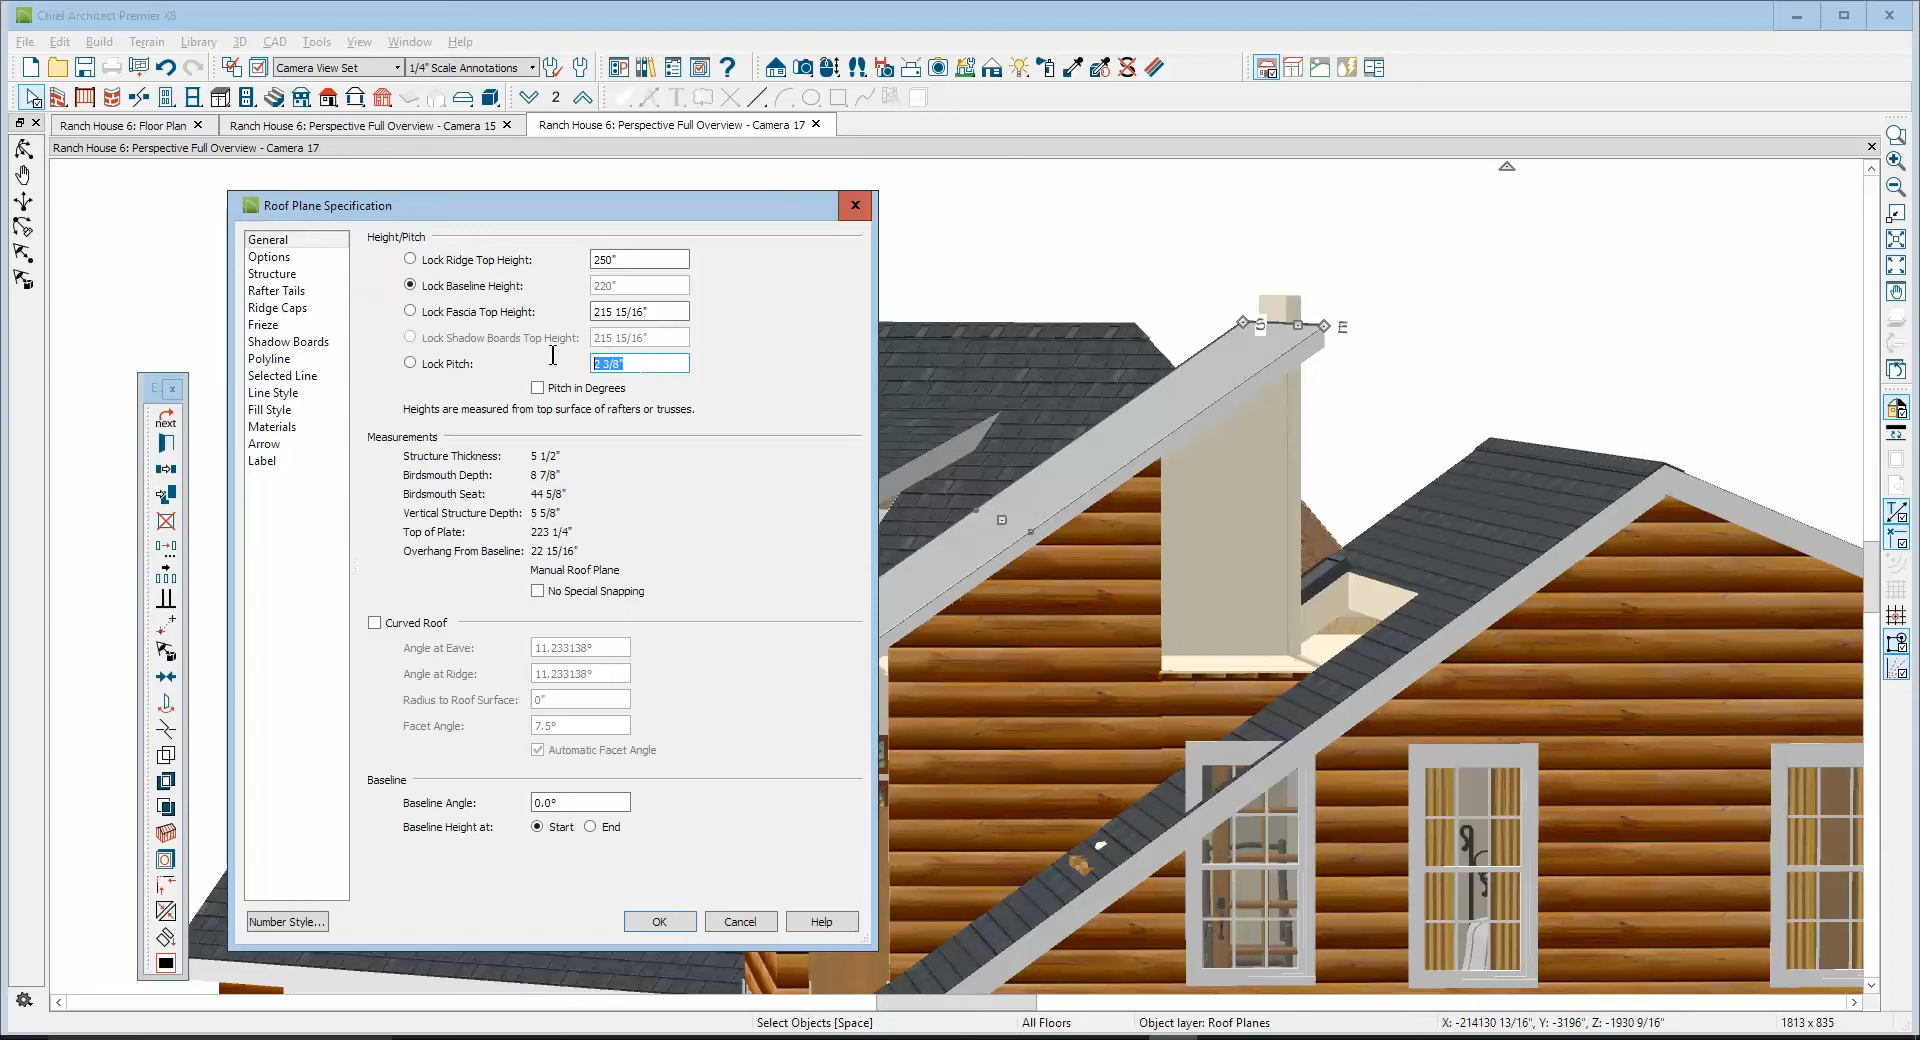 Chief Architect Premier X8
File Edit Build Terrain Library 3D CAD Tools View Window Help
Camera View Set 1/4" Scale Annotations
2
Ranch House 6: Floor Plan Ranch House 6: Perspective Full Overview - Camera 15 Ranch House 6: Perspective Full Overview - Camera 17
Ranch House 6: Perspective Full Overview - Camera 17
Roof Plane Specification
General
Options
Structure
Rafter Tails
Ridge Caps
Frieze
Shadow Boards
Polyline
Selected Line
Line Style
Fill Style
Materials
Arrow
Label
Height/Pitch
Lock Ridge Top Height: 250"
Lock Baseline Height: 220"
Lock Fascia Top Height: 215 15/16"
Lock Shadow Boards Top Height: 215 15/16"
Lock Pitch: 2 3/8"
Pitch in Degrees
Heights are measured from top surface of rafters or trusses.
Measurements
Structure Thickness: 5 1/2"
Birdsmouth Depth: 8 7/8"
Birdsmouth Seat: 44 5/8"
Vertical Structure Depth: 5 5/8"
Top of Plate: 223 1/4"
Overhang From Baseline: 22 15/16"
Manual Roof Plane
No Special Snapping
Curved Roof
Angle at Eave: 11.233138°
Angle at Ridge: 11.233138°
Radius to Roof Surface: 0"
Facet Angle: 7.5°
Automatic Facet Angle
Baseline
Baseline Angle: 0.0°
Baseline Height at: Start End
Number Style... OK Cancel Help
E
next
S E
Select Objects [Space] All Floors Object layer: Roof Planes X: -214130 13/16", Y: -3196", Z: -1930 9/16" 1813 x 835